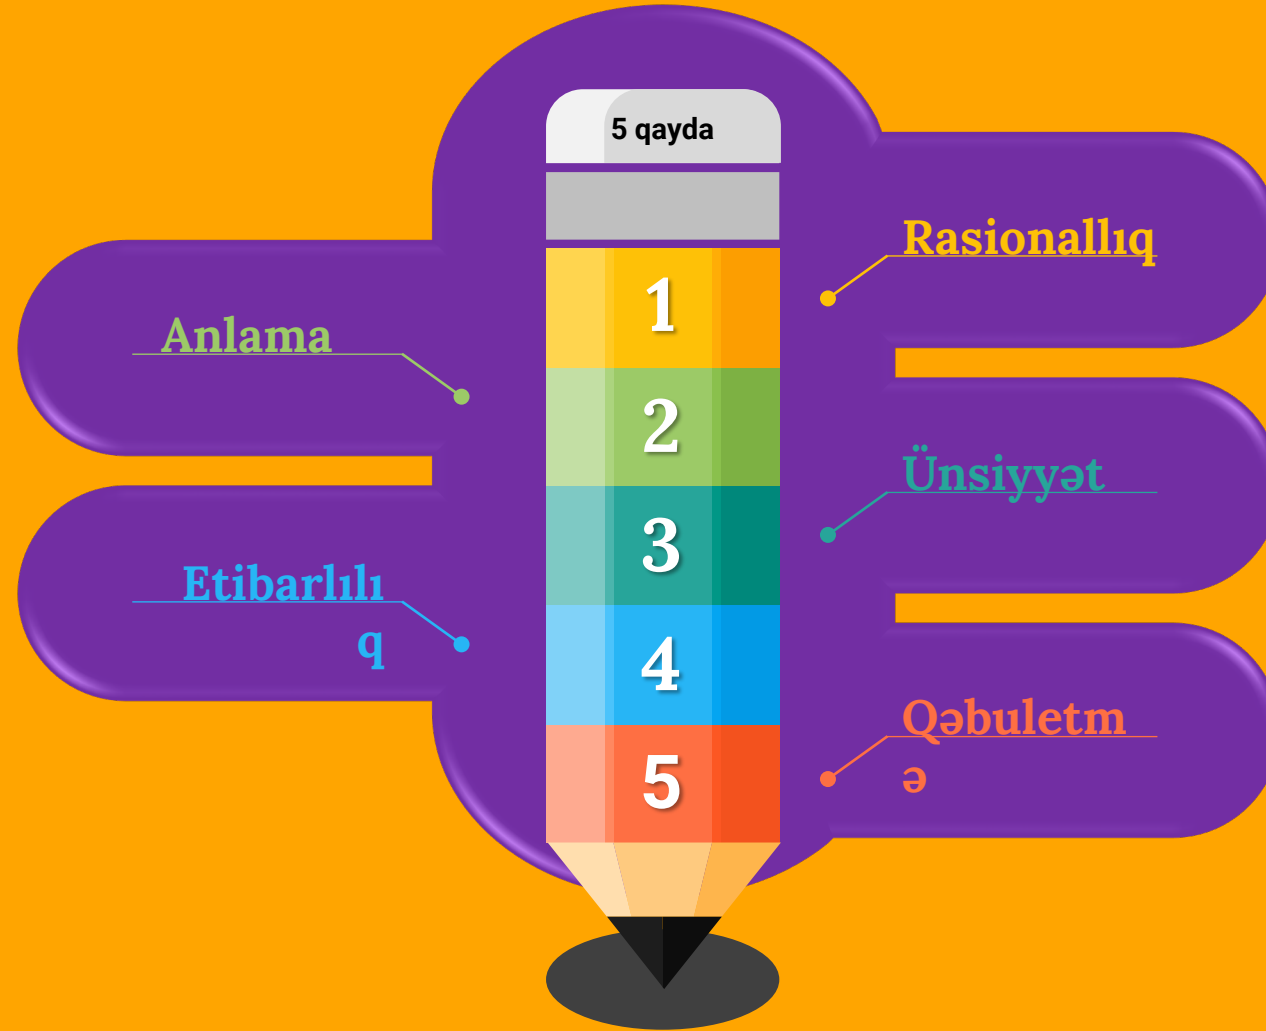 5 qayda
1
Rasionallıq
2
Anlama
3
Ünsiyyət
4
Etibarlılı
q
5
Qəbuletm
ə